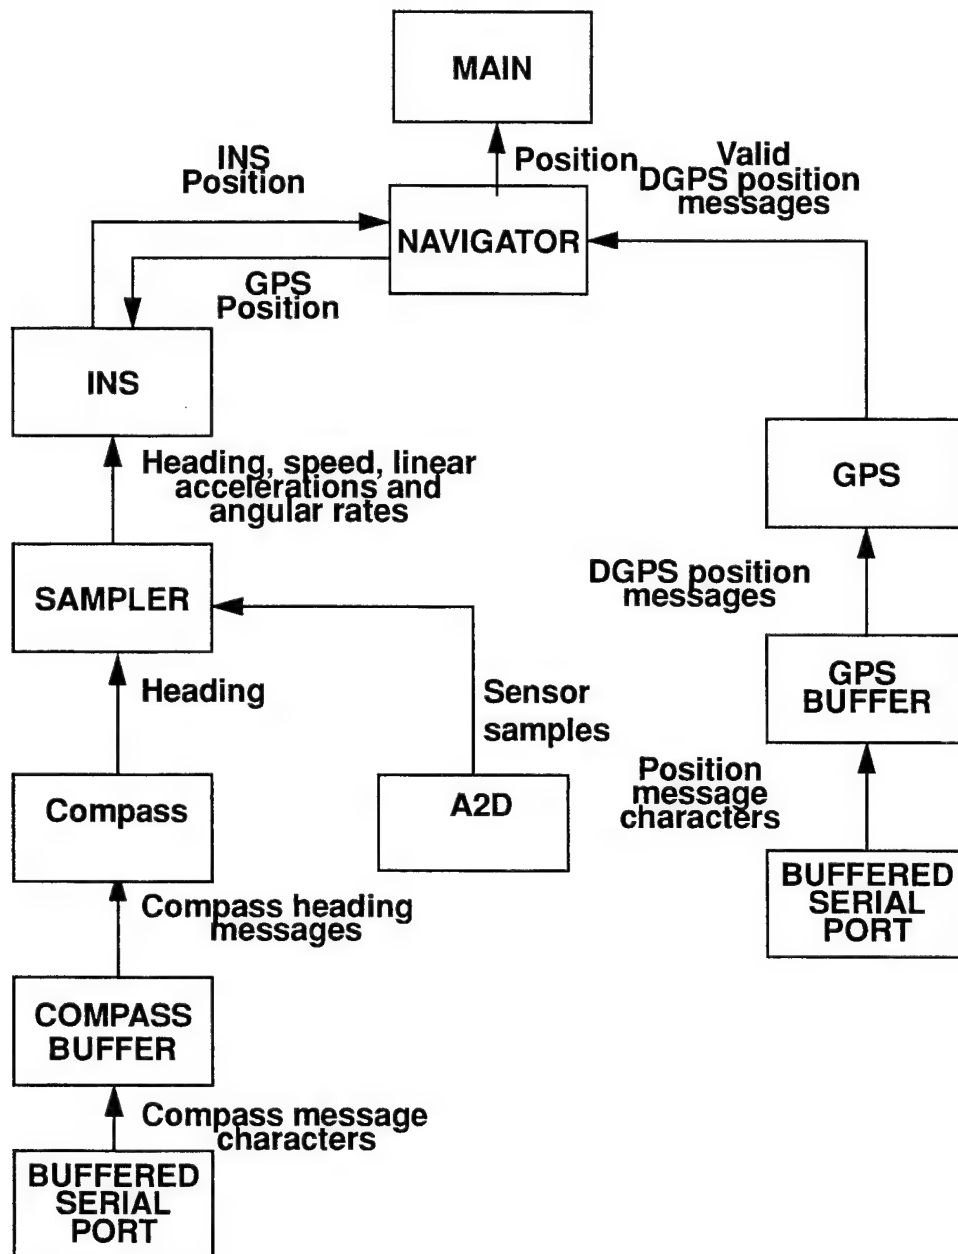 MAIN
INS
Position
Position
Valid
DGPS position
messages
NAVIGATOR
GPS
Position
INS
Heading, speed, linear
accelerations and
angular rates
GPS
SAMPLER
DGPS position
messages
Heading
Sensor
samples
GPS
BUFFER
Position
message
characters
Compass
A2D
BUFFERED
SERIAL
PORT
Compass heading
messages
COMPASS
BUFFER
Compass message
characters
BUFFERED
SERIAL
PORT